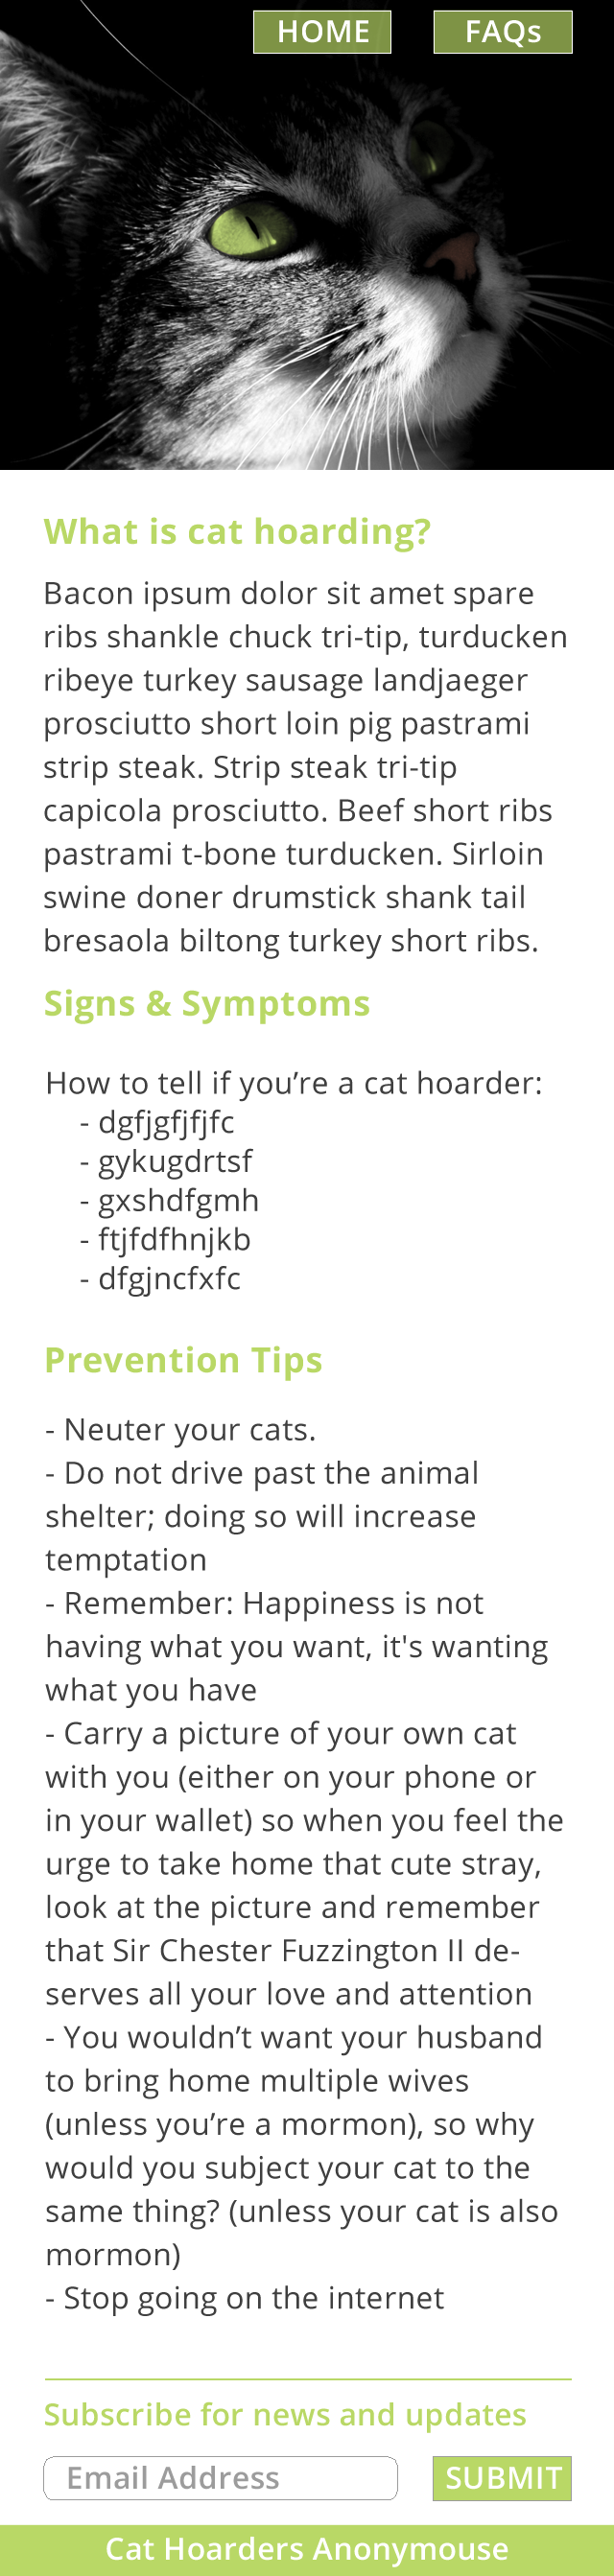 HOME FAQs
What is cat hoarding?
Bacon ipsum dolor sit amet spare
ribs shankle chuck tri-tip, turducken
ribeye turkey sausage landjaeger
prosciutto short loin pig pastrami
strip steak. Strip steak tri-tip
capicola prosciutto. Beef short ribs
pastrami t-bone turducken. Sirloin
swine doner drumstick shank tail
bresaola biltong turkey short ribs.
Signs & Symptoms
How to tell if you’re a cat hoarder:
- dgfjgfjfjfc
- gykugdrtsf
- gxshdfgmh
- ftjfdfhnjkb
- dfgjncfxfc
Prevention Tips
- Neuter your cats.
- Do not drive past the animal
shelter; doing so will increase
temptation
- Remember: Happiness is not
having what you want, it's wanting
what you have
- Carry a picture of your own cat
with you (either on your phone or
in your wallet) so when you feel the
urge to take home that cute stray,
look at the picture and remember
that Sir Chester Fuzzington II de-
serves all your love and attention
- You wouldn’t want your husband
to bring home multiple wives
(unless you’re a mormon), so why
would you subject your cat to the
same thing? (unless your cat is also
mormon)
- Stop going on the internet
Subscribe for news and updates
Email Address SUBMIT
Cat Hoarders Anonymouse